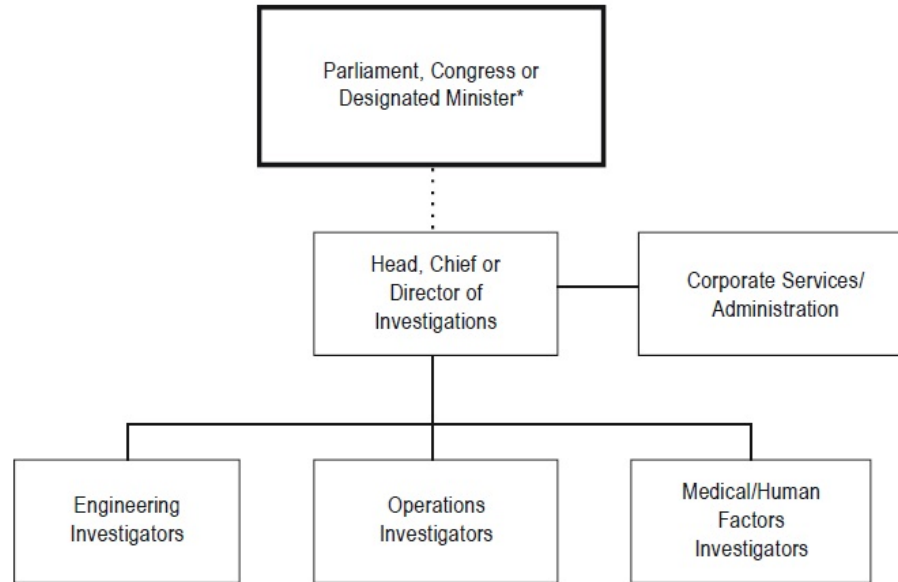 Parliament, Congress or
Designated Minister*
Head, Chief or
Director of
Investigations
Corporate Services/
Administration
Engineering
Investigators
Operations
Investigators
Medical/Human
Factors
Investigators